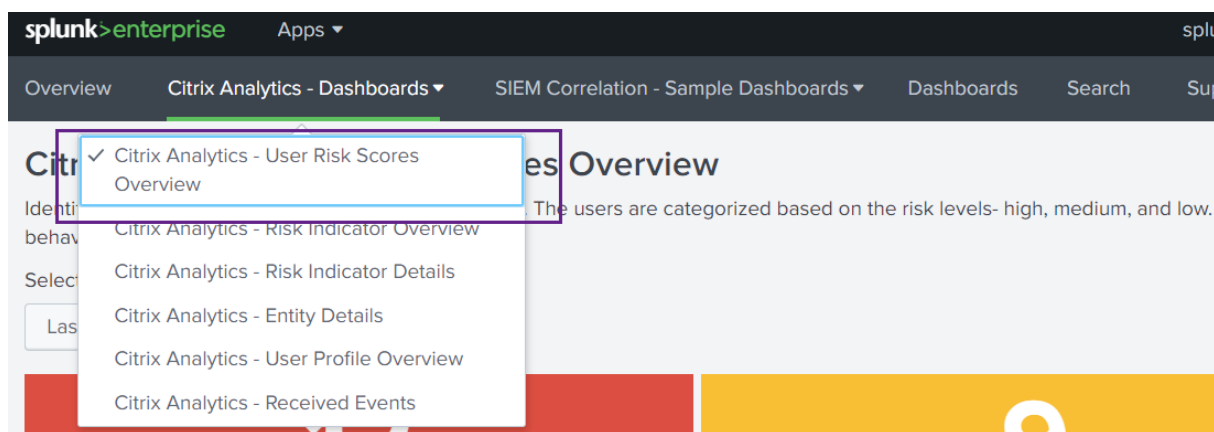 splunk>enterprise Apps
Overview Citrix Analytics - Dashboards SIEM Correlation - Sample Dashboards Dashboards Search
Citrix Analytics - User Risk Scores
Overview
es Overview
The users are categorized based on the risk levels- high, medium, and low.
Citrix Analytics - Risk Indicator Overview
Citrix Analytics - Risk Indicator Details
Citrix Analytics - Entity Details
Las
Citrix Analytics - User Profile Overview
Citrix Analytics - Received Events